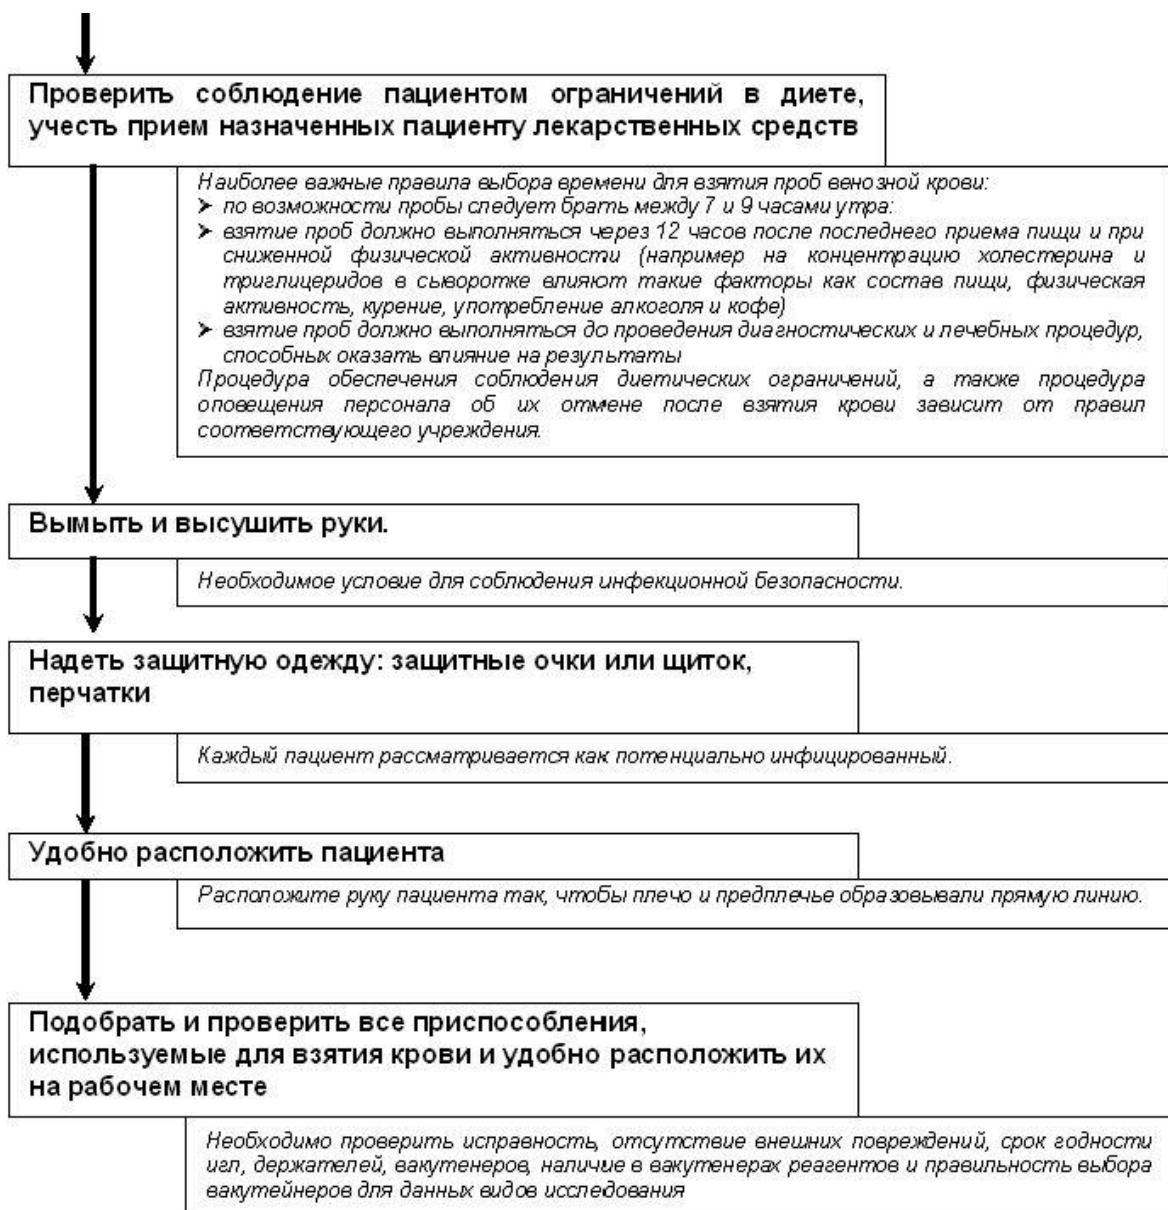 Проверить соблюдение пациентом ограничений в диете,
учесть прием назначенных пациенту лекарственных средств
Наиболее важные правила выбора времени для взятия проб венозной крови:
➤ по возможности пробы следует брать между 7 и 9 часами утра:
➤ взятие проб должно выполняться через 12 часов после последнего приема пищи и при
сниженной физической активности (например на концентрацию холестерина и
триглицеридов в сыворотке влияют такие факторы как состав пищи, физическая
активность, курение, употребление алкоголя и кофе)
➤ взятие проб должно выполняться до проведения диагностических и лечебных процедур,
способных оказать влияние на результаты
Процедура обеспечения соблюдения диетических ограничений, а также процедура
оповещения персонала об их отмене после взятия крови зависит от правил
соответствующего учреждения.
Вымыть и высушить руки.
Необходимое условие для соблюдения инфекционной безопасности.
Надеть защитную одежду: защитные очки или щиток,
перчатки
Каждый пациент рассматривается как потенциально инфицированный.
Удобно расположить пациента
Расположите руку пациента так, чтобы плечо и предплечье образовывали прямую линию.
Подобрать и проверить все приспособления,
используемые для взятия крови и удобно расположить их
на рабочем месте
Необходимо проверить исправность, отсутствие внешних повреждений, срок годности
игл, держателей, вакутенеров, наличие в вакутенерах реагентов и правильность выбора
вакутейнеров для данных видов исследования